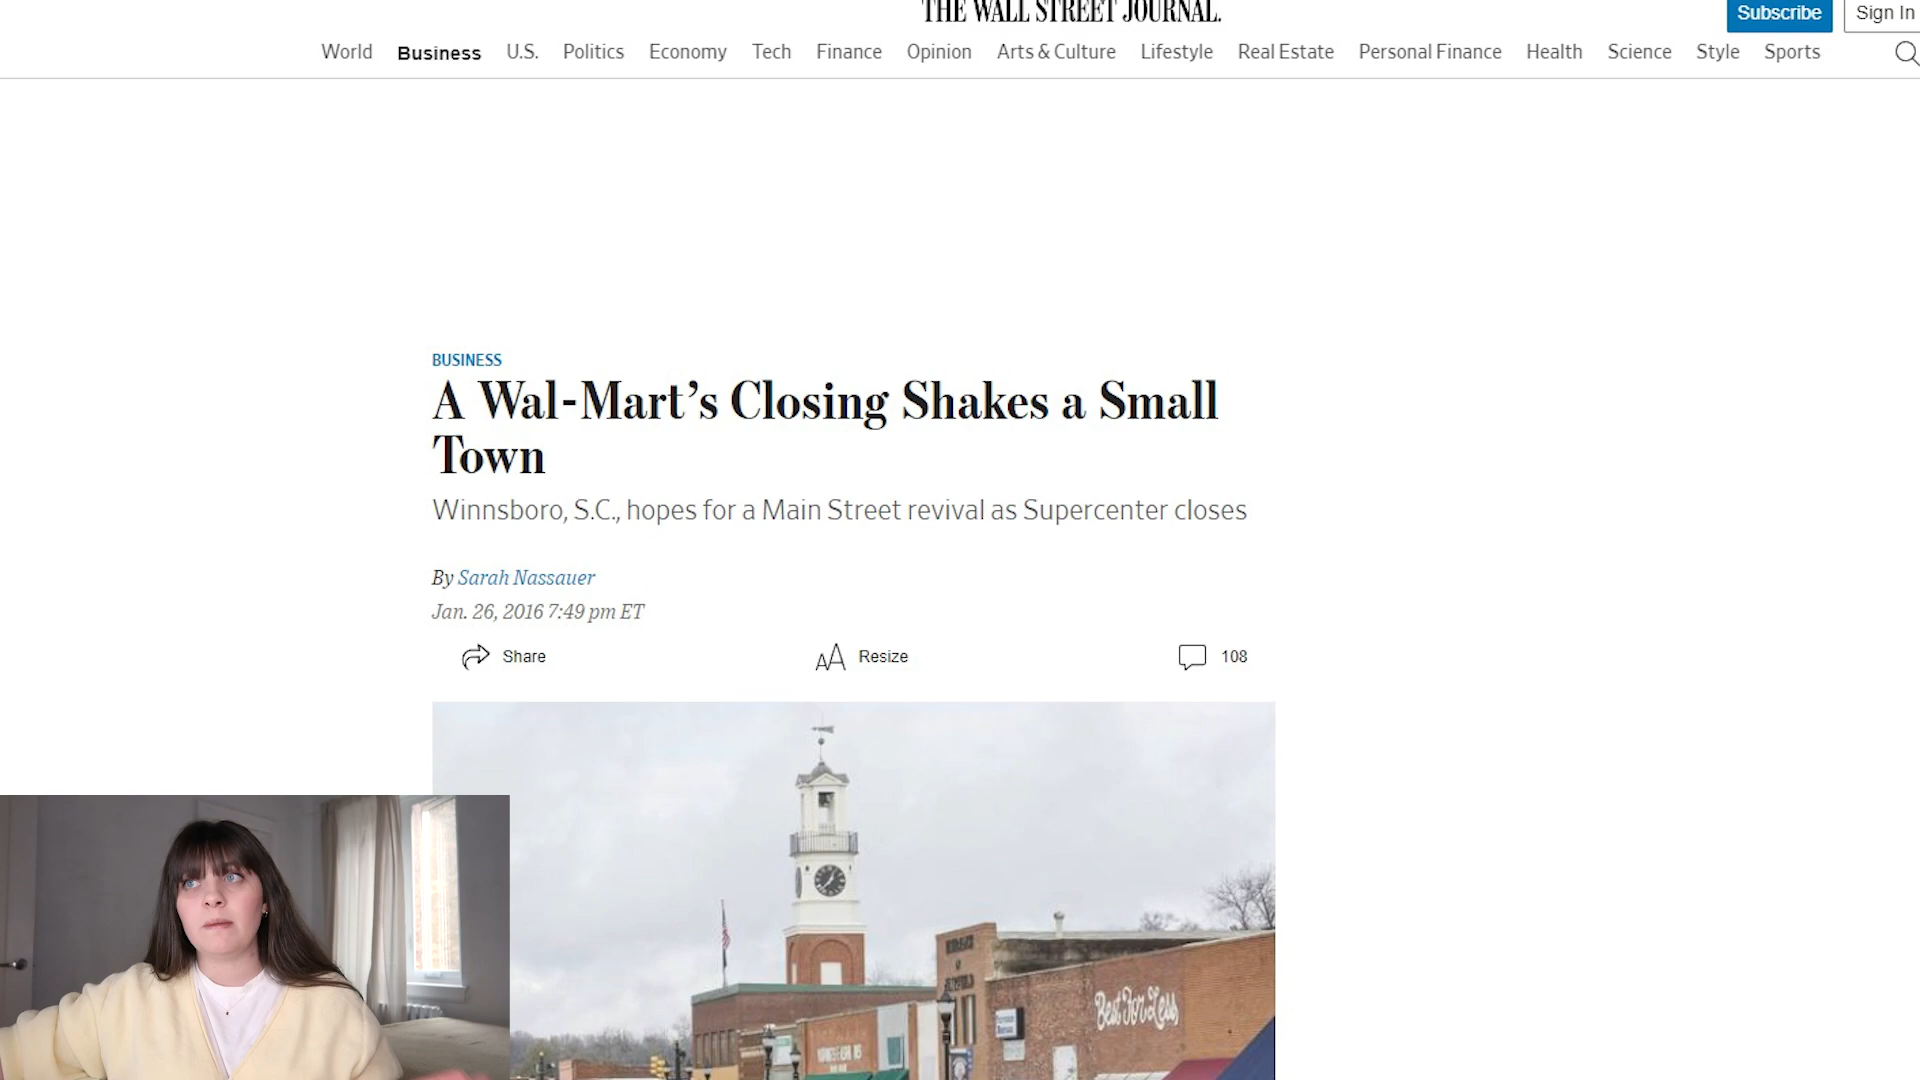 THE WALL STREET JOURNAL.
Subscribe
Sign In
World Business U.S. Politics Economy Tech Finance Opinion Arts & Culture Lifestyle Real Estate Personal Finance Health Science Style Sports
BUSINESS
A Wal-Mart’s Closing Shakes a Small
Town
Winnsboro, S.C., hopes for a Main Street revival as Supercenter closes
By Sarah Nassauer
Jan. 26, 2016 7:49 pm ET
Share
Resize
108
Best For Less